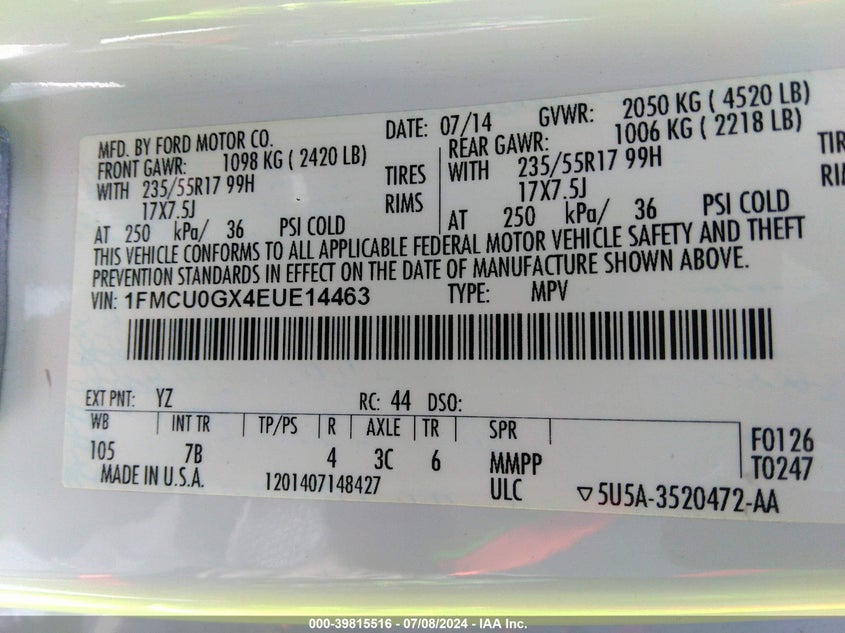 MFD. BY FORD MOTOR CO. DATE: 07/14 GVWR: 2050 KG ( 4520 LB)
FRONT GAWR: 1098 KG ( 2420 LB) REAR GAWR: 1006 KG ( 2218 LB)
WITH 235/55R17 99H TIRES WITH 235/55R17 99H TIR
17X7.5J RIMS 17X7.5J RI
AT 250 kPa/ 36 PSI COLD AT 250 kPa/ 36 PSI COLD
THIS VEHICLE CONFORMS TO ALL APPLICABLE FEDERAL MOTOR VEHICLE SAFETY AND THEFT
PREVENTION STANDARDS IN EFFECT ON THE DATE OF MANUFACTURE SHOWN ABOVE.
VIN: 1FMCU0GX4EUE14463 TYPE: MPV
EXT PNT: YZ RC: 44 DSO:
WB INT TR TP/PS R AXLE TR SPR F0126
105 7B 4 3C 6 MMPP T0247
MADE IN U.S.A. 1201407148427 ULC ▽5U5A-3520472-AA
000-39815516 - 07/08/2024 - IAA Inc.